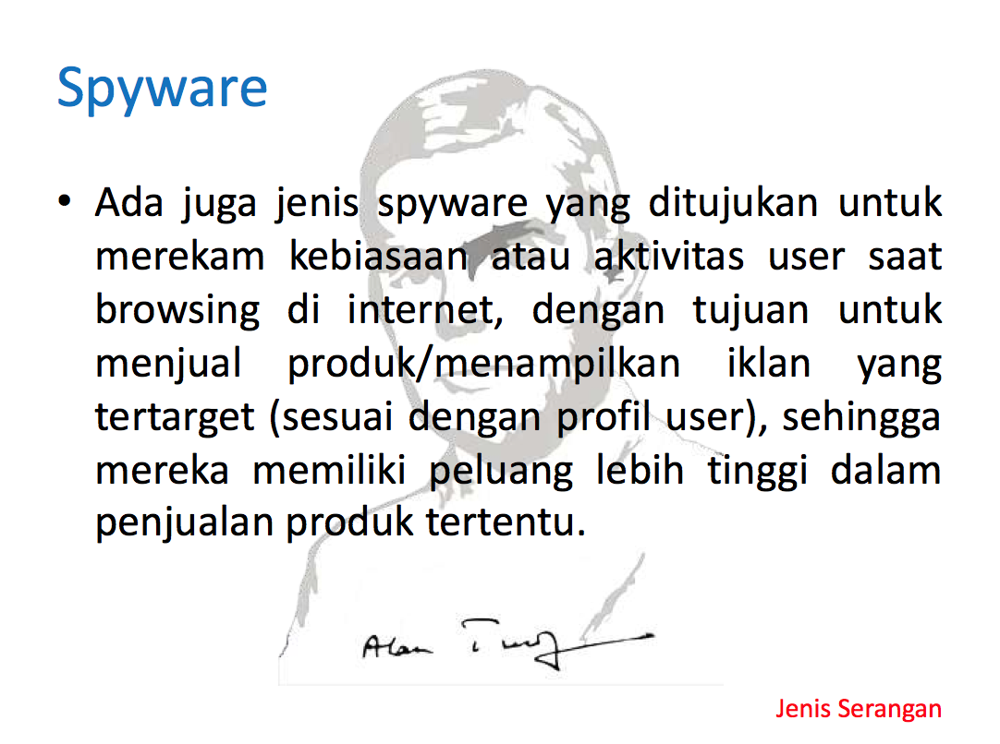 Spyware
• Ada juga jenis spyware yang ditujukan untuk
merekam kebiasaan atau aktivitas user saat
browsing di internet, dengan tujuan untuk
menjual produk/menampilkan iklan yang
tertarget (sesuai dengan profil user), sehingga
mereka memiliki peluang lebih tinggi dalam
penjualan produk tertentu.
Alan Turing
Jenis Serangan